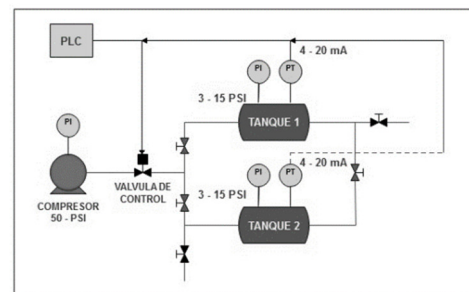 PLC
4 - 20 mA
PI
PT
3 - 15 PSI
TANQUE 1
PI
COMPRESOR
50 - PSI
VALVULA DE
CONTROL
4 - 20 mA
PI
PT
3 - 15 PSI
TANQUE 2